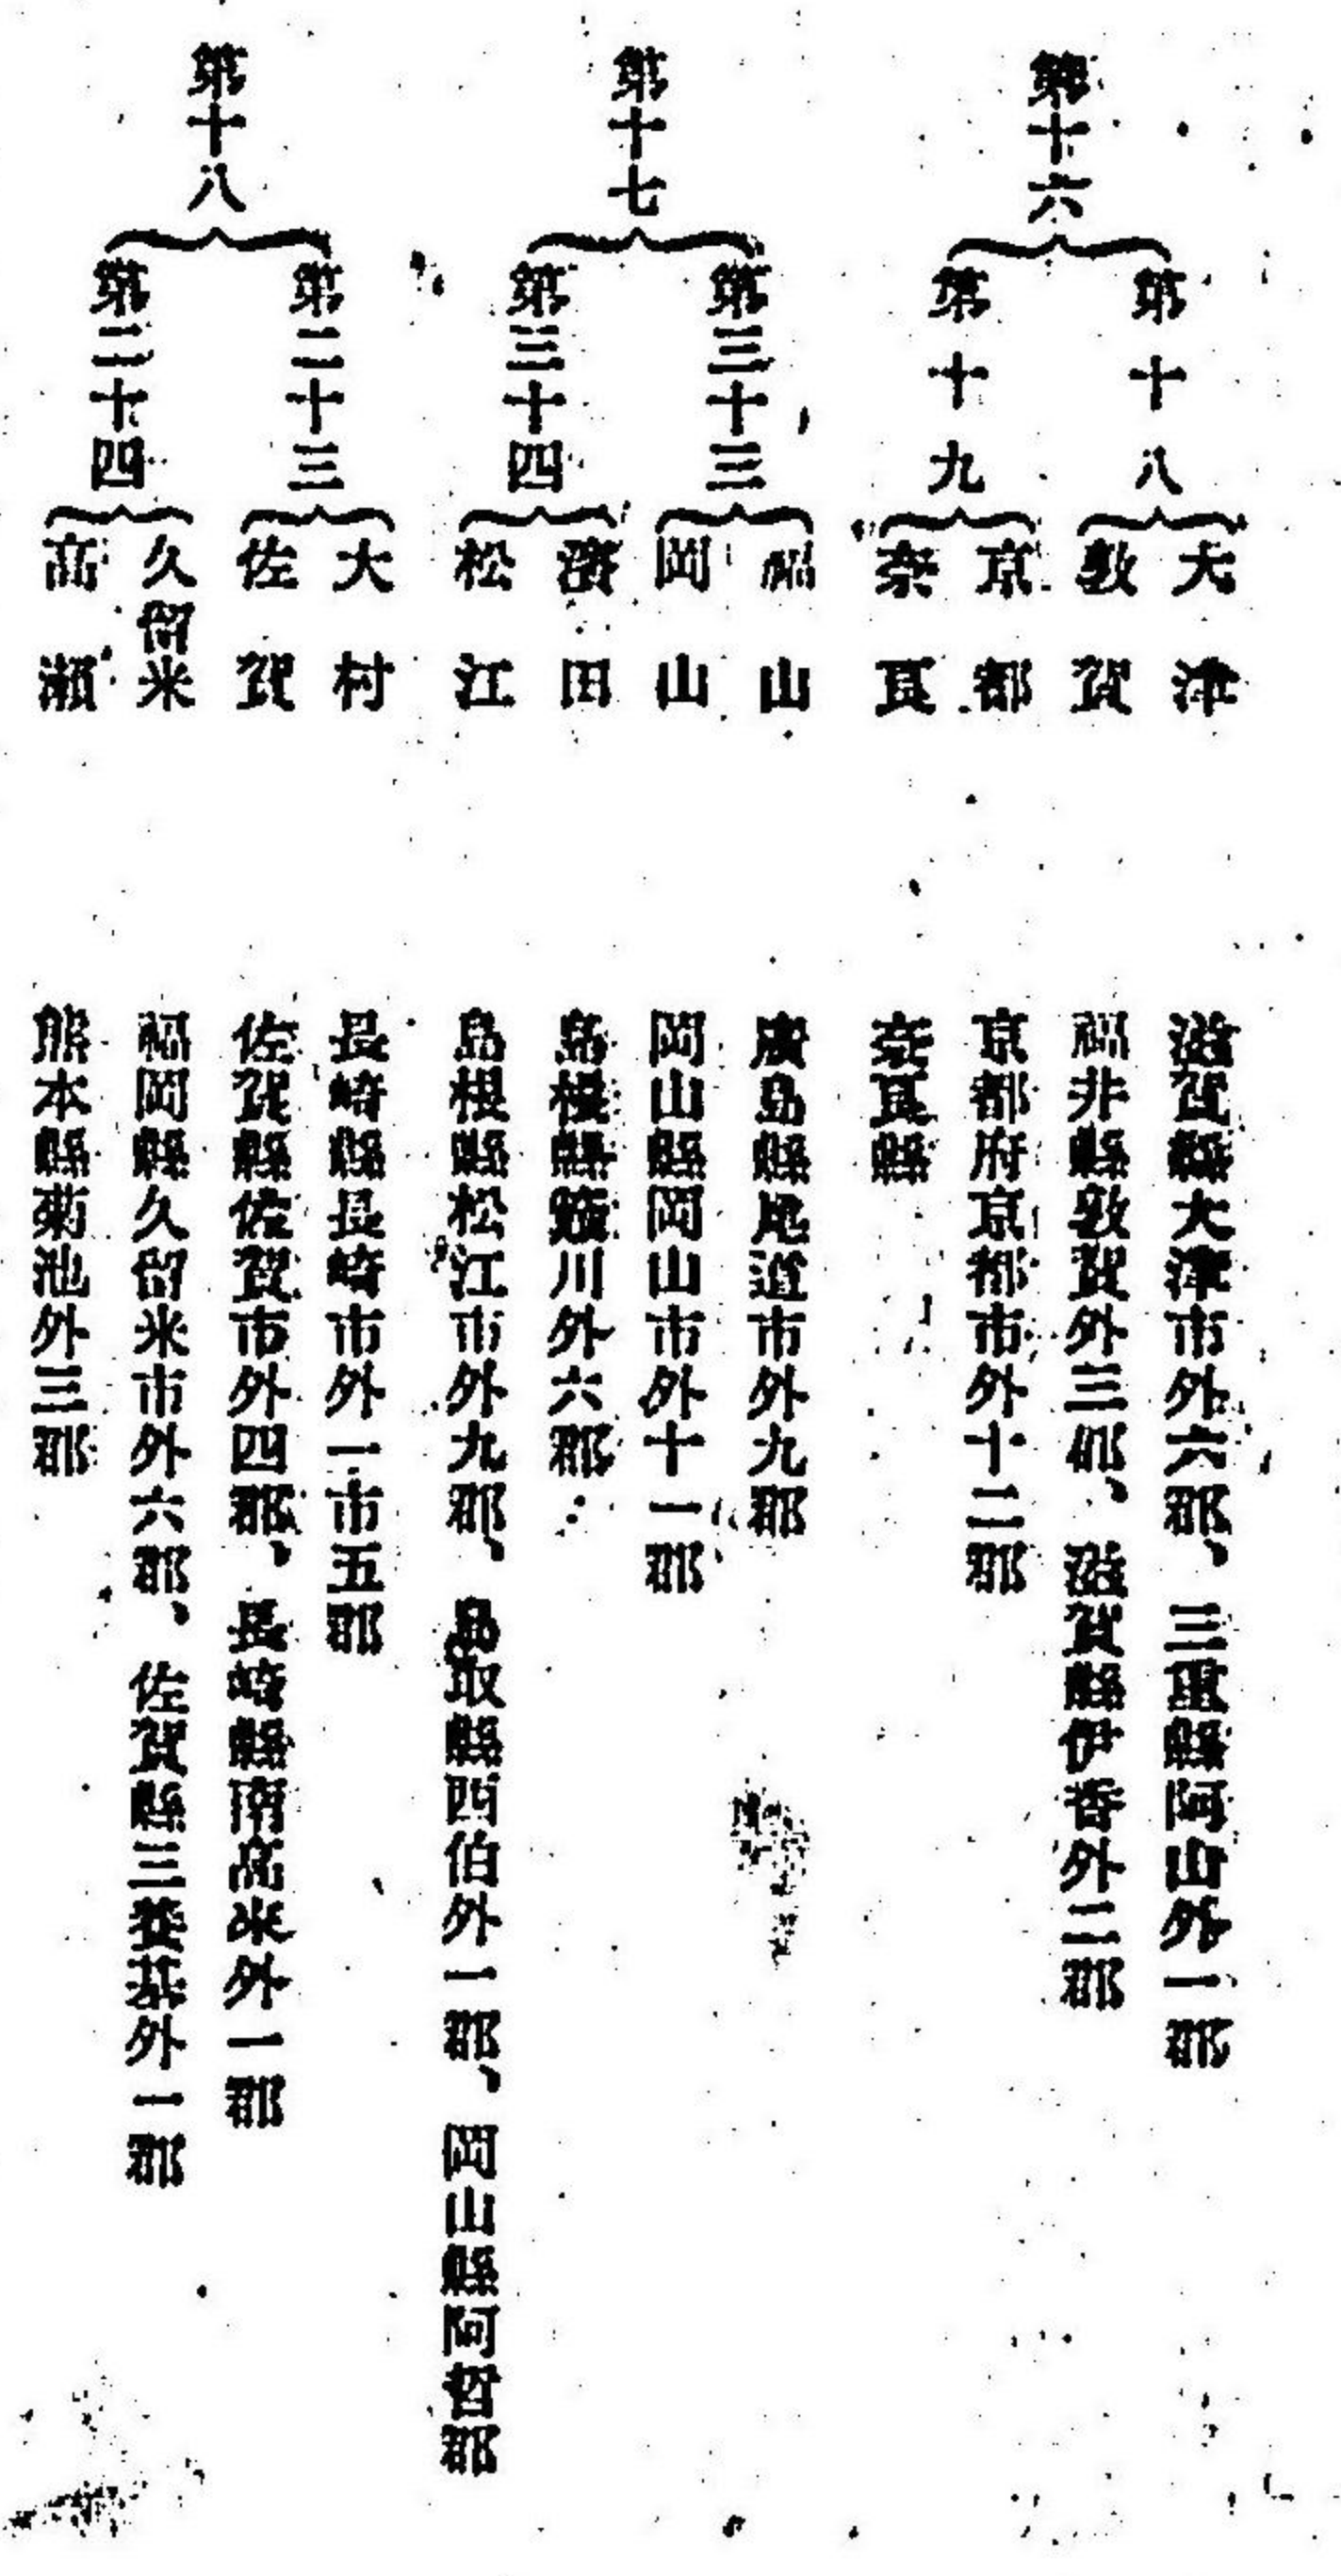 第十六
第十八
大津
滋賀縣大津市外六郡、三重縣阿山外一郡
敦賀
福井縣敦賀外三郡、滋賀縣伊香外二郡
第十九
京都
京都府京都市外十二郡
奈良
奈良縣
第十七
第三十三
福山
廣島縣尾道市外九郡
岡山
岡山縣岡山市外十一郡
第三十四
濱田
島根縣簸川外六郡
松江
島根縣松江市外九郡、鳥取縣西伯外一郡、岡山縣阿哲郡
第十八
第二十三
大村
長崎縣長崎市外一市五郡
佐賀
佐賀縣佐賀市外四郡、長崎縣南高來外一郡
第二十四
久留米
福岡縣久留米市外六郡、佐賀縣三養基外一郡
高瀬
熊本縣菊池外三郡